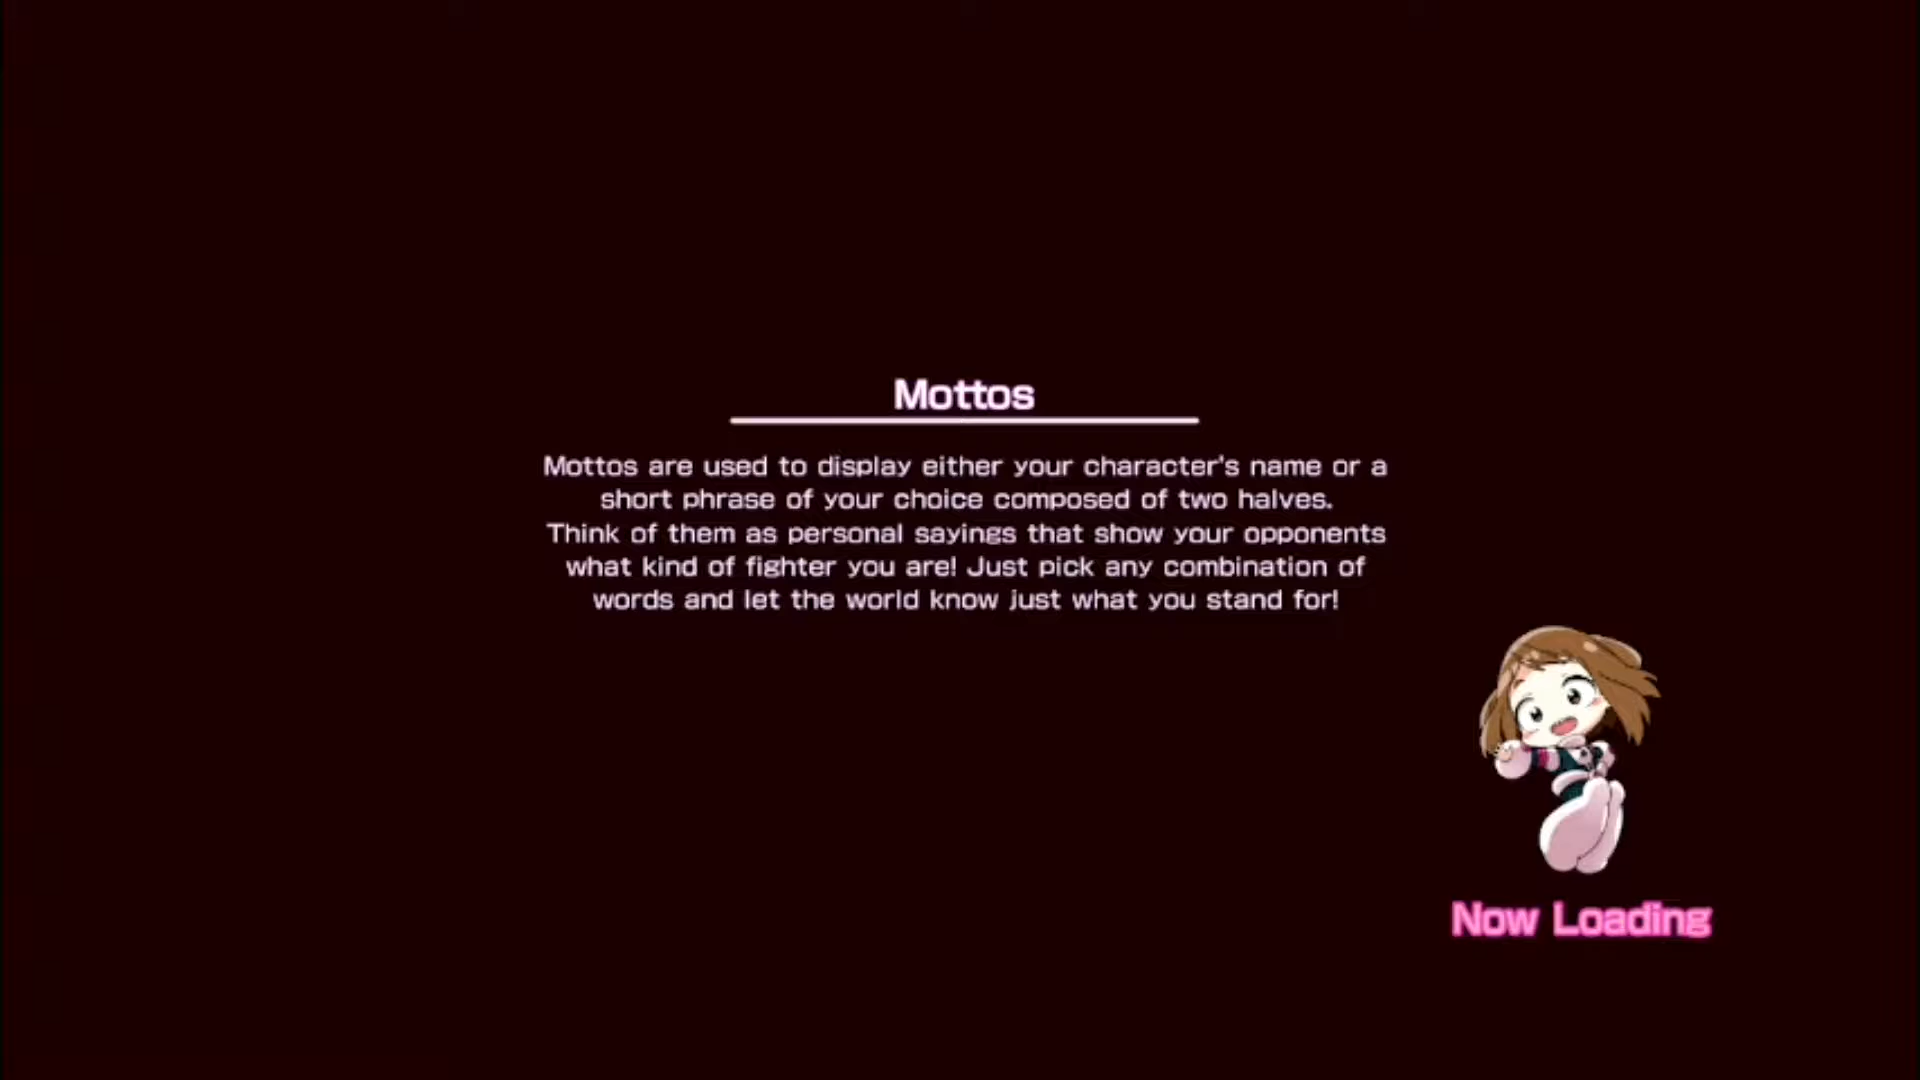 Mottos
Mottos are used to display either your character's name or a
short phrase of your choice composed of two halves.
Think of them as personal sayings that show your opponents
what kind of fighter you are! Just pick any combination of
words and let the world know just what you stand for!
Now Loading